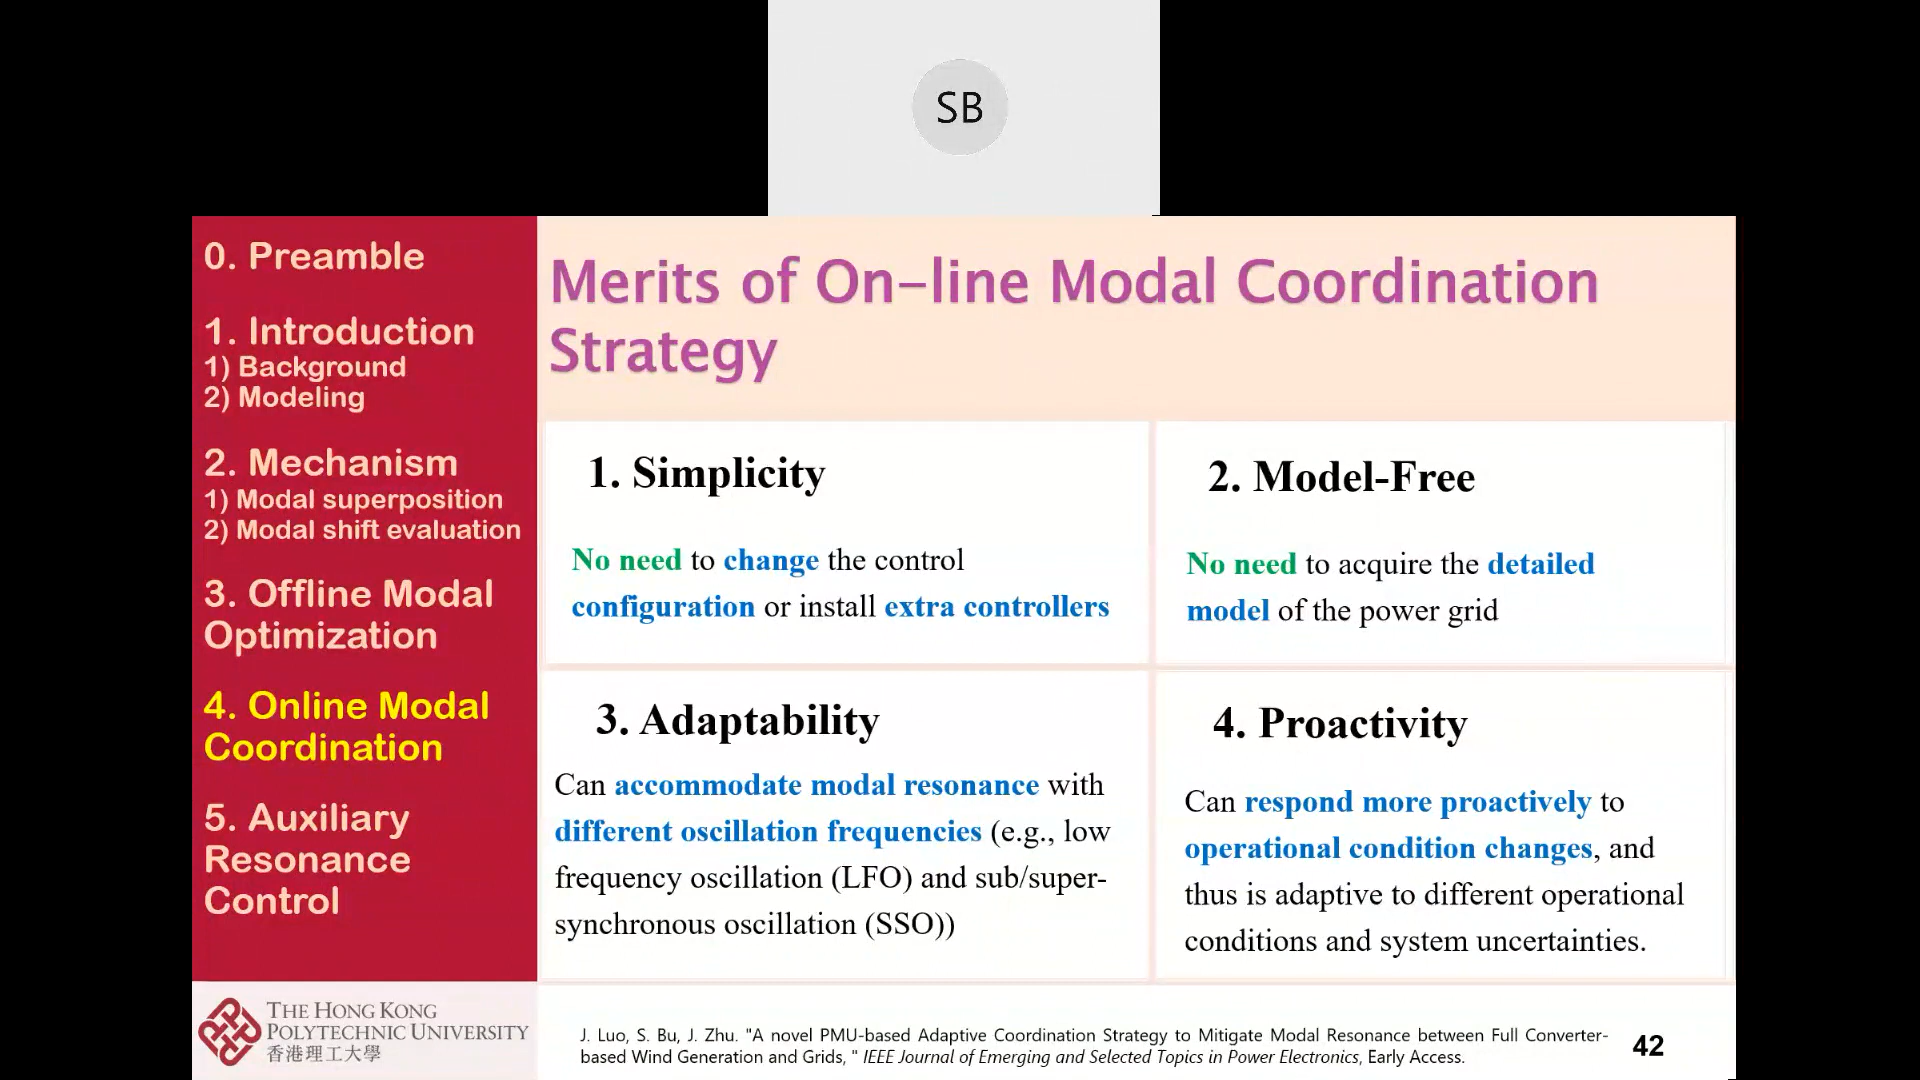 SB
0. Preamble
1. Introduction
1) Background
2) Modeling
2. Mechanism
1) Modal superposition
2) Modal shift evaluation
3. Offline Modal
Optimization
4. Online Modal
Coordination
5. Auxiliary
Resonance
Control
THE HONG KONG
POLYTECHNIC UNIVERSITY
香港理工大學
Merits of On-line Modal Coordination
Strategy
1. Simplicity
No need to change the control
configuration or install extra controllers
2. Model-Free
No need to acquire the detailed
model of the power grid
3. Adaptability
Can accommodate modal resonance with
different oscillation frequencies (e.g., low
frequency oscillation (LFO) and sub/super-
synchronous oscillation (SSO))
4. Proactivity
Can respond more proactively to
operational condition changes, and
thus is adaptive to different operational
conditions and system uncertainties.
J. Luo, S. Bu, J. Zhu. "A novel PMU-based Adaptive Coordination Strategy to Mitigate Modal Resonance between Full Converter-
based Wind Generation and Grids, " IEEE Journal of Emerging and Selected Topics in Power Electronics, Early Access.
42